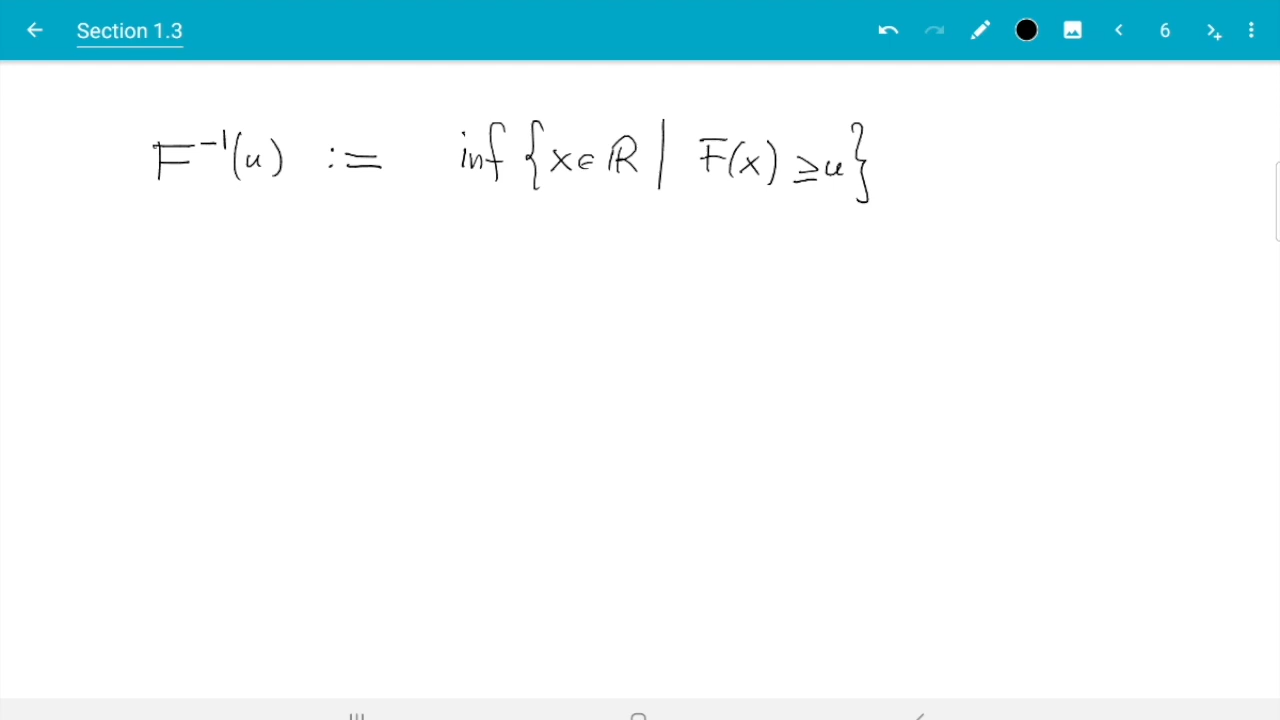 Section 1.3
6
F⁻¹(u) := inf {x∈ℝ | F(x) ≥u}